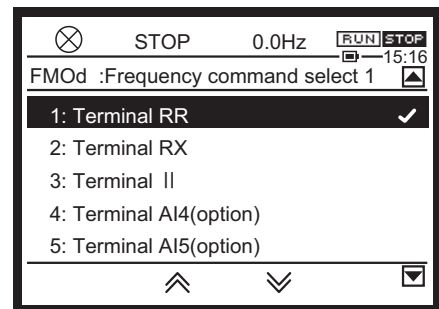 STOP 0.0Hz RUN STOP
15:16
FMOd :Frequency command select 1
1: Terminal RR
2: Terminal RX
3: Terminal II
4: Terminal AI4(option)
5: Terminal AI5(option)